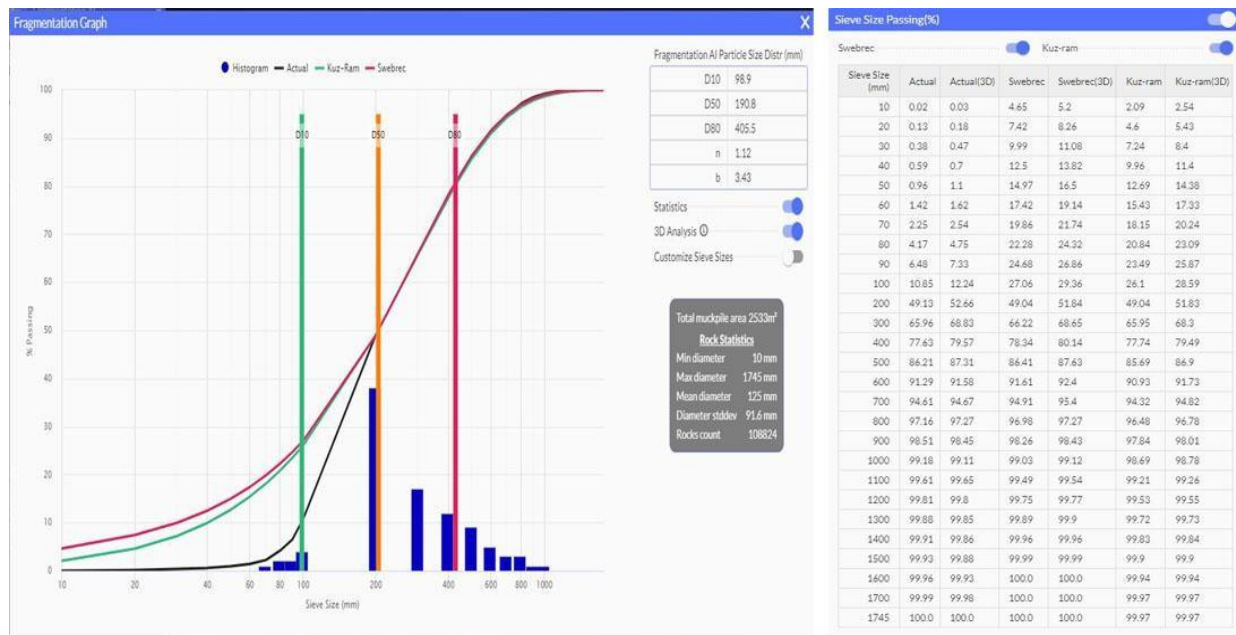 Fragmentation Graph X
Histogram Actual Kuz-Ram Swebrec
% Passing
100
90
80
70
60
50
40
30
20
10
0
D10 D50 D80
10 20 40 60 80 100 200 400 600 800 1000
Sieve Size (mm)
Fragmentation AI Particle Size Distr (mm)
D10 98.9
D50 190.8
D80 405.5
n 1.12
b 3.43
Statistics
3D Analysis
Customize Sieve Sizes
Total muckpile area 2533m²
Rock Statistics
Min diameter 10 mm
Max diameter 1745 mm
Mean diameter 125 mm
Diameter stddev 91.6 mm
Rocks count 108824
Sieve Size Passing(%)
Swebrec Kuz-ram
Sieve Size (mm) Actual Actual(3D) Swebrec Swebrec(3D) Kuz-ram Kuz-ram(3D)
10 0.02 0.03 4.65 5.2 2.09 2.54
20 0.13 0.18 7.42 8.26 4.6 5.43
30 0.38 0.47 9.99 11.08 7.24 8.4
40 0.59 0.7 12.5 13.82 9.96 11.4
50 0.96 1.1 14.97 16.5 12.69 14.38
60 1.42 1.62 17.42 19.14 15.43 17.33
70 2.25 2.54 19.86 21.74 18.15 20.24
80 4.17 4.75 22.28 24.32 20.84 23.09
90 6.48 7.33 24.68 26.86 23.49 25.87
100 10.85 12.24 27.06 29.36 26.1 28.59
200 49.13 52.66 49.04 51.84 49.04 51.83
300 65.96 68.83 66.22 68.65 65.95 68.3
400 77.63 79.57 78.34 80.14 77.74 79.49
500 86.21 87.31 86.41 87.63 85.69 86.9
600 91.29 91.58 91.61 92.4 90.93 91.73
700 94.61 94.67 94.91 95.4 94.32 94.82
800 97.16 97.27 96.98 97.27 96.48 96.78
900 98.51 98.45 98.26 98.43 97.84 98.01
1000 99.18 99.11 99.03 99.12 98.69 98.78
1100 99.61 99.65 99.49 99.54 99.21 99.26
1200 99.81 99.8 99.75 99.77 99.53 99.55
1300 99.88 99.85 99.89 99.9 99.72 99.73
1400 99.91 99.86 99.96 99.96 99.83 99.84
1500 99.93 99.88 99.99 99.99 99.9 99.9
1600 99.96 99.93 100.0 100.0 99.94 99.94
1700 99.99 99.98 100.0 100.0 99.97 99.97
1745 100.0 100.0 100.0 100.0 99.97 99.97